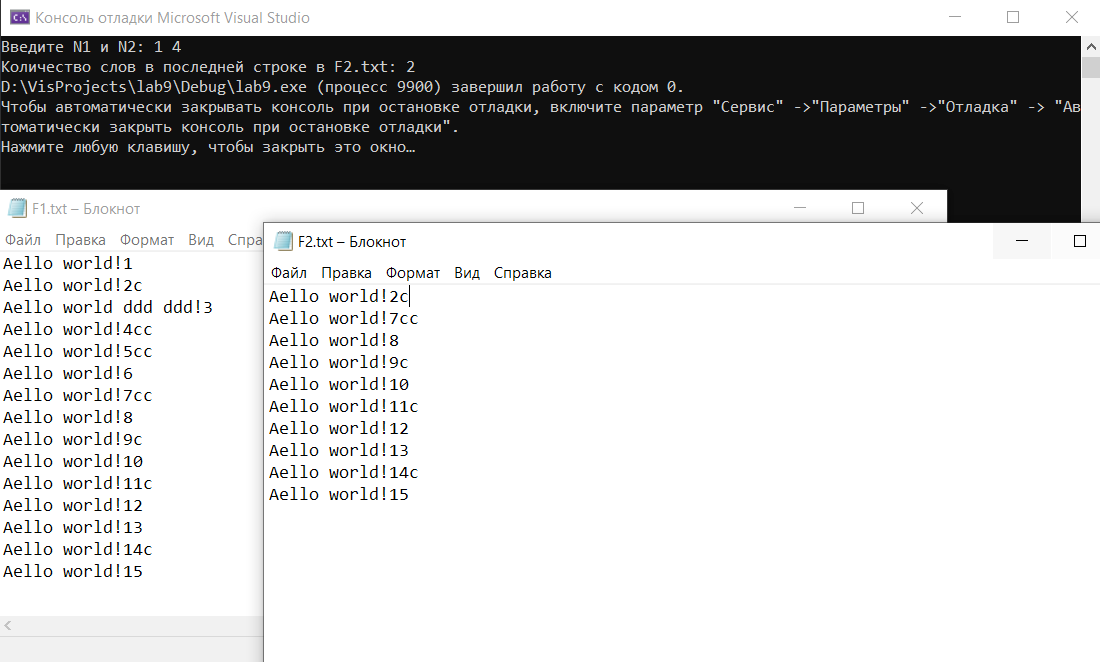 Консоль отладки Microsoft Visual Studio
Введите N1 и N2: 1 4
Количество слов в последней строке в F2.txt: 2
D:\VisProjects\lab9\Debug\lab9.exe (процесс 9900) завершил работу с кодом 0.
Чтобы автоматически закрывать консоль при остановке отладки, включите параметр "Сервис" ->"Параметры" ->"Отладка" -> "Ав
томатически закрыть консоль при остановке отладки".
Нажмите любую клавишу, чтобы закрыть это окно…
F1.txt – Блокнот
Файл Правка Формат Вид Спра
Aello world!1
Aello world!2c
Aello world ddd ddd!3
Aello world!4cc
Aello world!5cc
Aello world!6
Aello world!7cc
Aello world!8
Aello world!9c
Aello world!10
Aello world!11c
Aello world!12
Aello world!13
Aello world!14c
Aello world!15
F2.txt – Блокнот
Файл Правка Формат Вид Справка
Aello world!2c
Aello world!7cc
Aello world!8
Aello world!9c
Aello world!10
Aello world!11c
Aello world!12
Aello world!13
Aello world!14c
Aello world!15